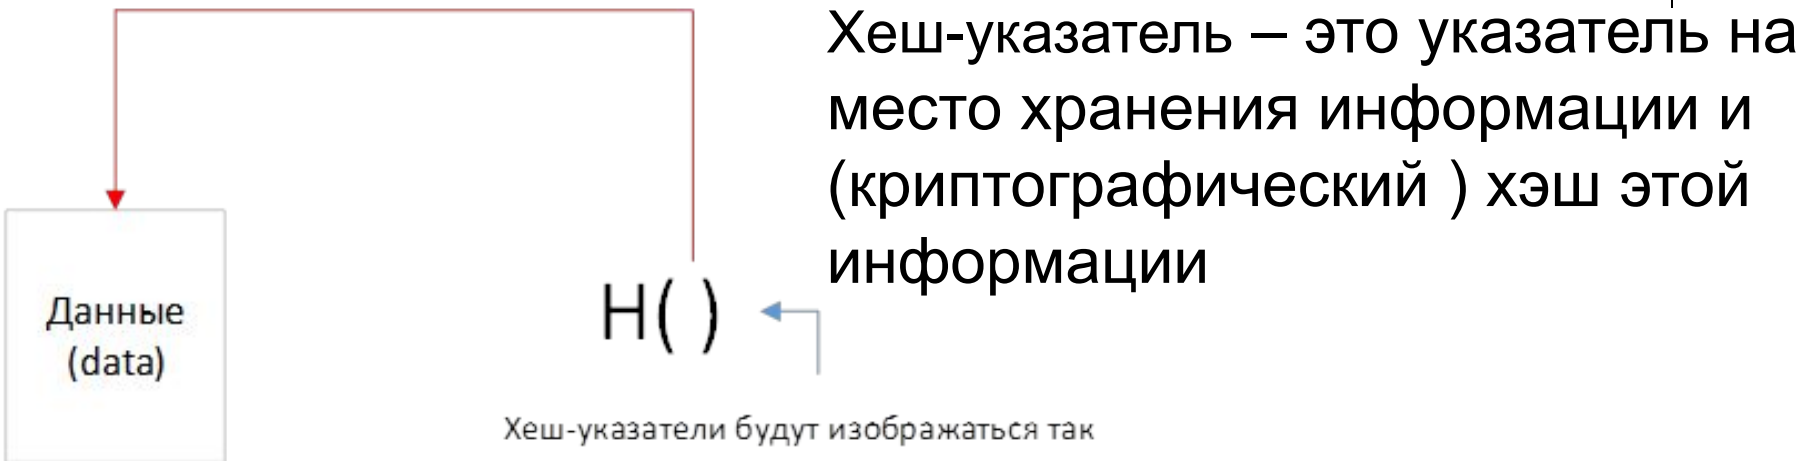 Хеш-указатель – это указатель на
место хранения информации и
(криптографический ) хэш этой
информации
Данные
(data)
H( )
Хеш-указатели будут изображаться так